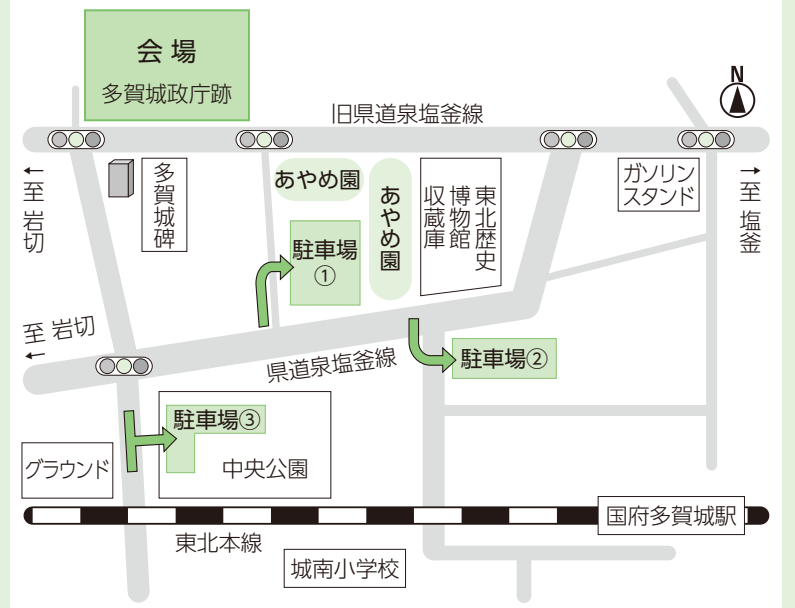 会場
多賀城政庁跡
N
旧県道泉塩釜線
←至 岩切
多賀城碑
あやめ園
あやめ園
東北歴史
博物館
収蔵庫
ガソリン
スタンド
→至 塩釜
駐車場
①
至 岩切
←
県道泉塩釜線
駐車場②
駐車場③
グラウンド
中央公園
国府多賀城駅
東北本線
城南小学校